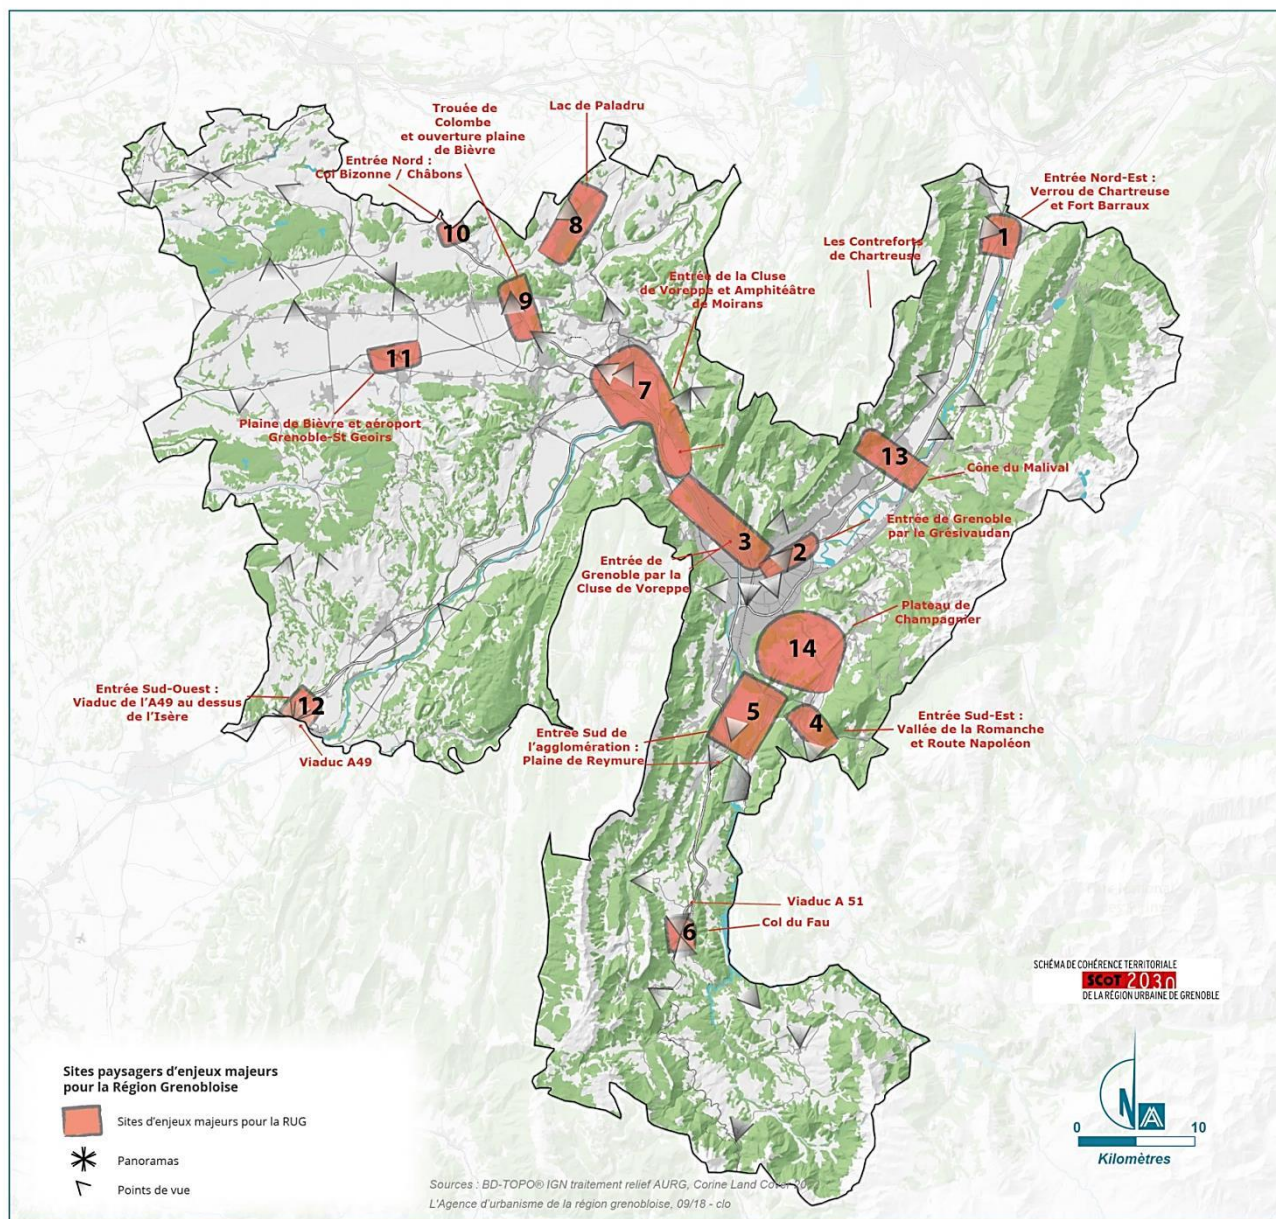 Trouée de
Colombe
et ouverture plaine
de Bièvre
Lac de Paladru
Entrée Nord :
Col Bizonne / Châbons
Entrée Nord-Est :
Verrou de Chartreuse
et Fort Barraux
10
8
1
Les Contreforts
de Chartreuse
Entrée de la Cluse
de Voreppe et Amphitéâtre
de Moirans
9
11
7
Plaine de Bièvre et aéroport
Grenoble-St Geoirs
13
Cône du Malival
Entrée de Grenoble
par le Grésivaudan
3
2
Entrée de
Grenoble par la
Cluse de Voreppe
Plateau de
Champagnier
14
Entrée Sud-Ouest :
Viaduc de l'A49 au dessus
de l'Isère
12
Viaduc A49
5
4
Entrée Sud de
l'agglomération :
Plaine de Reymure
Entrée Sud-Est :
Vallée de la Romanche
et Route Napoléon
Viaduc A 51
Col du Fau
6
SCHÉMA DE COHÉRENCE TERRITORIALE
SCoT 2030
DE LA RÉGION URBAINE DE GRENOBLE
Sites paysagers d'enjeux majeurs
pour la Région Grenobloise
Sites d'enjeux majeurs pour la RUG
Panoramas
Points de vue
N
0 10
Kilomètres
Sources : BD-TOPO® IGN traitement relief AURG, Corine Land
L'Agence d'urbanisme de la région grenobloise, 09/18 - clo